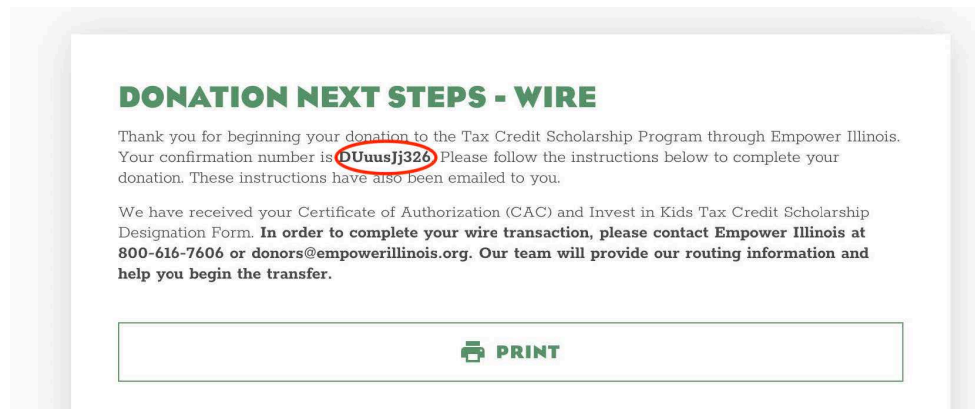 DONATION NEXT STEPS - WIRE
Thank you for beginning your donation to the Tax Credit Scholarship Program through Empower Illinois.
Your confirmation number is DUuusJj326. Please follow the instructions below to complete your
donation. These instructions have also been emailed to you.
We have received your Certificate of Authorization (CAC) and Invest in Kids Tax Credit Scholarship
Designation Form. In order to complete your wire transaction, please contact Empower Illinois at
800-616-7606 or donors@empowerillinois.org. Our team will provide our routing information and
help you begin the transfer.
PRINT